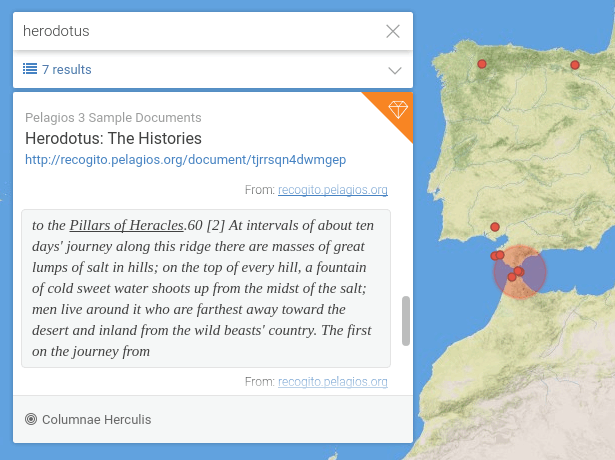 herodotus
7 results
Pelagios 3 Sample Documents
Herodotus: The Histories
http://recogito.pelagios.org/document/tjrrsqn4dwmgep
From: recogito.pelagios.org
to the Pillars of Heracles.60 [2] At intervals of about ten
days' journey along this ridge there are masses of great
lumps of salt in hills; on the top of every hill, a fountain
of cold sweet water shoots up from the midst of the salt;
men live around it who are farthest away toward the
desert and inland from the wild beasts' country. The first
on the journey from
From: recogito.pelagios.org
Columnae Herculis